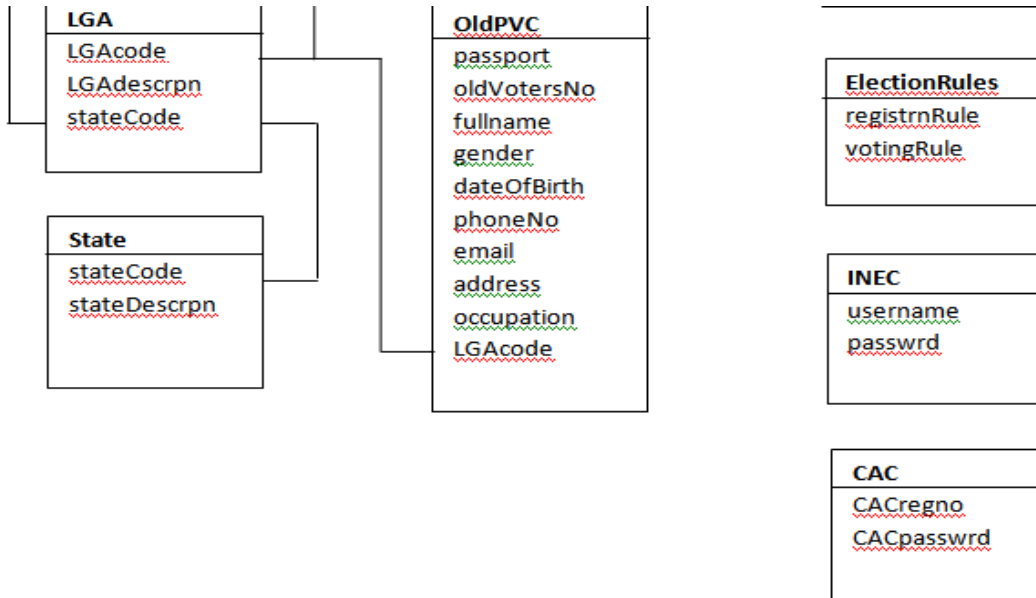 LGA
LGAcode
LGAdescrpn
stateCode
State
stateCode
stateDescrpn
OldPVC
passport
oldVotersNo
fullname
gender
dateOfBirth
phoneNo
email
address
occupation
LGAcode
ElectionRules
registrnRule
votingRule
INEC
username
passwrd
CAC
CACregno
CACpasswrd